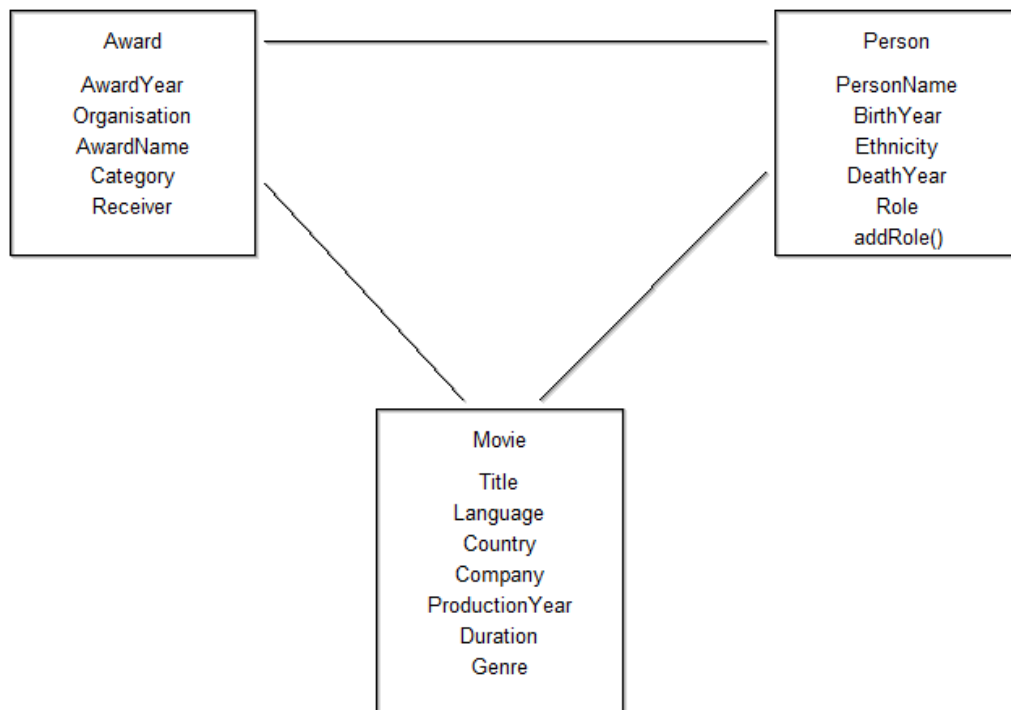 Award
AwardYear
Organisation
AwardName
Category
Receiver
Person
PersonName
BirthYear
Ethnicity
DeathYear
Role
addRole()
Movie
Title
Language
Country
Company
ProductionYear
Duration
Genre